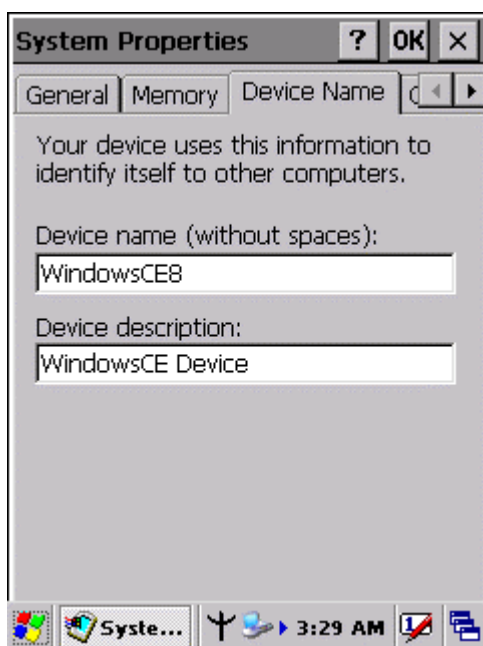 System Properties ? OK ×
General Memory Device Name
Your device uses this information to
identify itself to other computers.
Device name (without spaces):
WindowsCE8
Device description:
WindowsCE Device
Syste... 3:29 AM